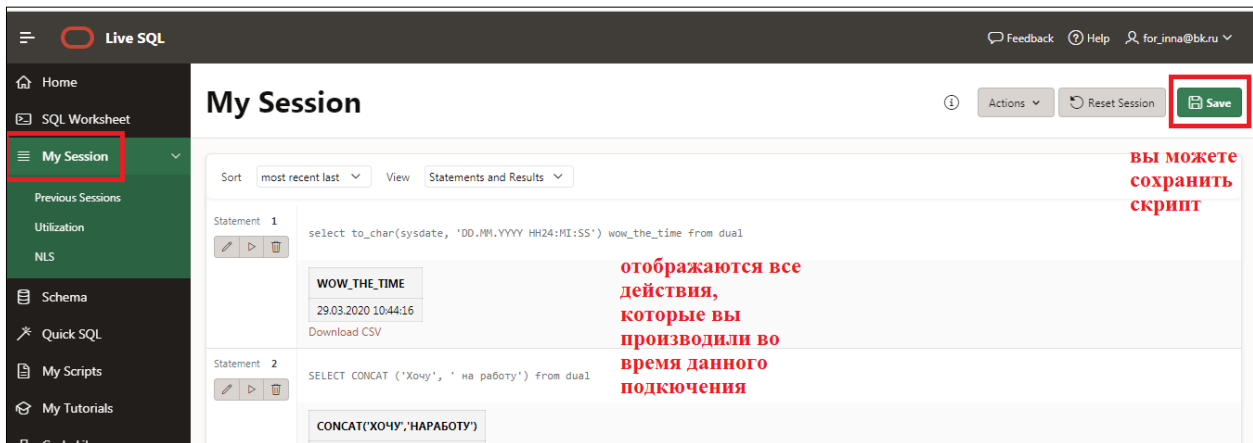 Live SQL
Feedback
Help
for_inna@bk.ru
Home
SQL Worksheet
My Session
Previous Sessions
Utilization
NLS
Schema
Quick SQL
My Scripts
My Tutorials
My Session
Actions
Reset Session
Save
вы можете
сохранить
скрипт
Sort most recent last View Statements and Results
Statement 1
select to_char(sysdate, 'DD.MM.YYYY HH24:MI:SS') wow_the_time from dual
WOW_THE_TIME
29.03.2020 10:44:16
Download CSV
отображаются все
действия,
которые вы
производили во
время данного
подкючения
Statement 2
SELECT CONCAT ('Хочу', ' на работу') from dual
CONCAT('ХОЧУ','НАРАБОТУ')